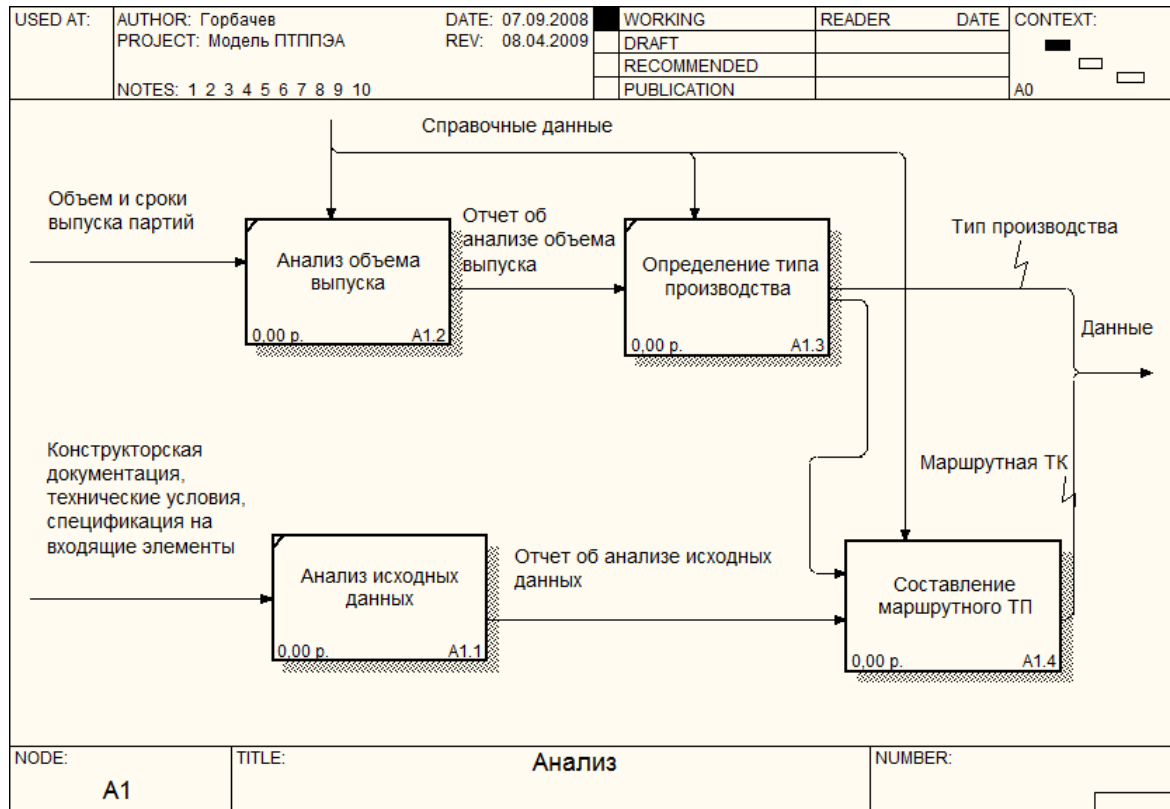 USED AT:
AUTHOR: Горбачев
DATE: 07.09.2008
PROJECT: Модель ПТППЭА
REV: 08.04.2009
NOTES: 1 2 3 4 5 6 7 8 9 10
WORKING
DRAFT
RECOMMENDED
PUBLICATION
READER
DATE
CONTEXT:
A0
Справочные данные
Объем и сроки
выпуска партий
Анализ объема
выпуска
0,00 р.
A1.2
Отчет об
анализе объема
выпуска
Определение типа
производства
0,00 р.
A1.3
Тип производства
Данные
Конструкторская
документация,
технические условия,
спецификация на
входящие элементы
Анализ исходных
данных
0,00 р.
A1.1
Отчет об анализе исходных
данных
Маршрутная ТК
Составление
маршрутного ТП
0,00 р.
A1.4
NODE:
A1
TITLE:
Анализ
NUMBER: